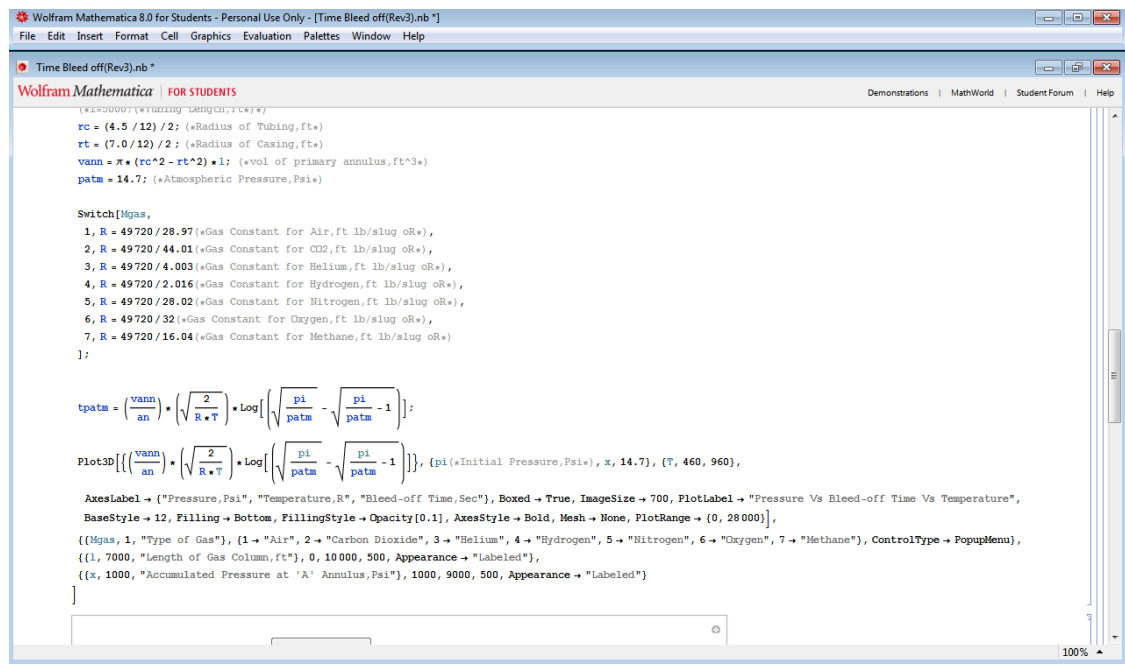 Wolfram Mathematica 8.0 for Students - Personal Use Only - [Time Bleed off(Rev3).nb *]
File Edit Insert Format Cell Graphics Evaluation Palettes Window Help
Time Bleed off(Rev3).nb *
Wolfram Mathematica | FOR STUDENTS Demonstrations | MathWorld | Student Forum | Help
(*l=5000;(*Tubing Length,ft*)*)
rc = (4.5 /12) /2; (*Radius of Tubing,ft*)
rt = (7.0/12) /2 ; (*Radius of Casing,ft*)
vann = π* (rc^2 - rt^2) *l; (*vol of primary annulus,ft^3*)
patm = 14.7; (*Atmospheric Pressure,Psi*)
Switch[Mgas,
1, R = 49720/28.97(*Gas Constant for Air,ft lb/slug oR*),
2, R = 49720/44.01(*Gas Constant for CO2,ft lb/slug oR*),
3, R = 49720/4.003(*Gas Constant for Helium,ft lb/slug oR*),
4, R = 49720/2.016(*Gas Constant for Hydrogen,ft lb/slug oR*),
5, R = 49720/28.02(*Gas Constant for Nitrogen,ft lb/slug oR*),
6, R = 49720/32(*Gas Constant for Oxygen,ft lb/slug oR*),
7, R = 49720/16.04(*Gas Constant for Methane,ft lb/slug oR*)
];
tpatm = (vann/an) * (√(2/(R*T))) * Log[(√(pi/patm) - √(pi/patm - 1))];
Plot3D[{(vann/an) * (√(2/(R*T))) * Log[(√(pi/patm) - √(pi/patm - 1))]}, {pi(*Initial Pressure,Psi*), x, 14.7}, {T, 460, 960},
AxesLabel → {"Pressure,Psi", "Temperature,R", "Bleed-off Time,Sec"}, Boxed → True, ImageSize → 700, PlotLabel → "Pressure Vs Bleed-off Time Vs Temperature",
BaseStyle → 12, Filling → Bottom, FillingStyle → Opacity[0.1], AxesStyle → Bold, Mesh → None, PlotRange → {0, 28000}],
{{Mgas, 1, "Type of Gas"}, {1 → "Air", 2 → "Carbon Dioxide", 3 → "Helium", 4 → "Hydrogen", 5 → "Nitrogen", 6 → "Oxygen", 7 → "Methane"}, ControlType → PopupMenu},
{{l, 7000, "Length of Gas Column,ft"}, 0, 10000, 500, Appearance → "Labeled"},
{{x, 1000, "Accumulated Pressure at 'A' Annulus,Psi"}, 1000, 9000, 500, Appearance → "Labeled"}
]
100%